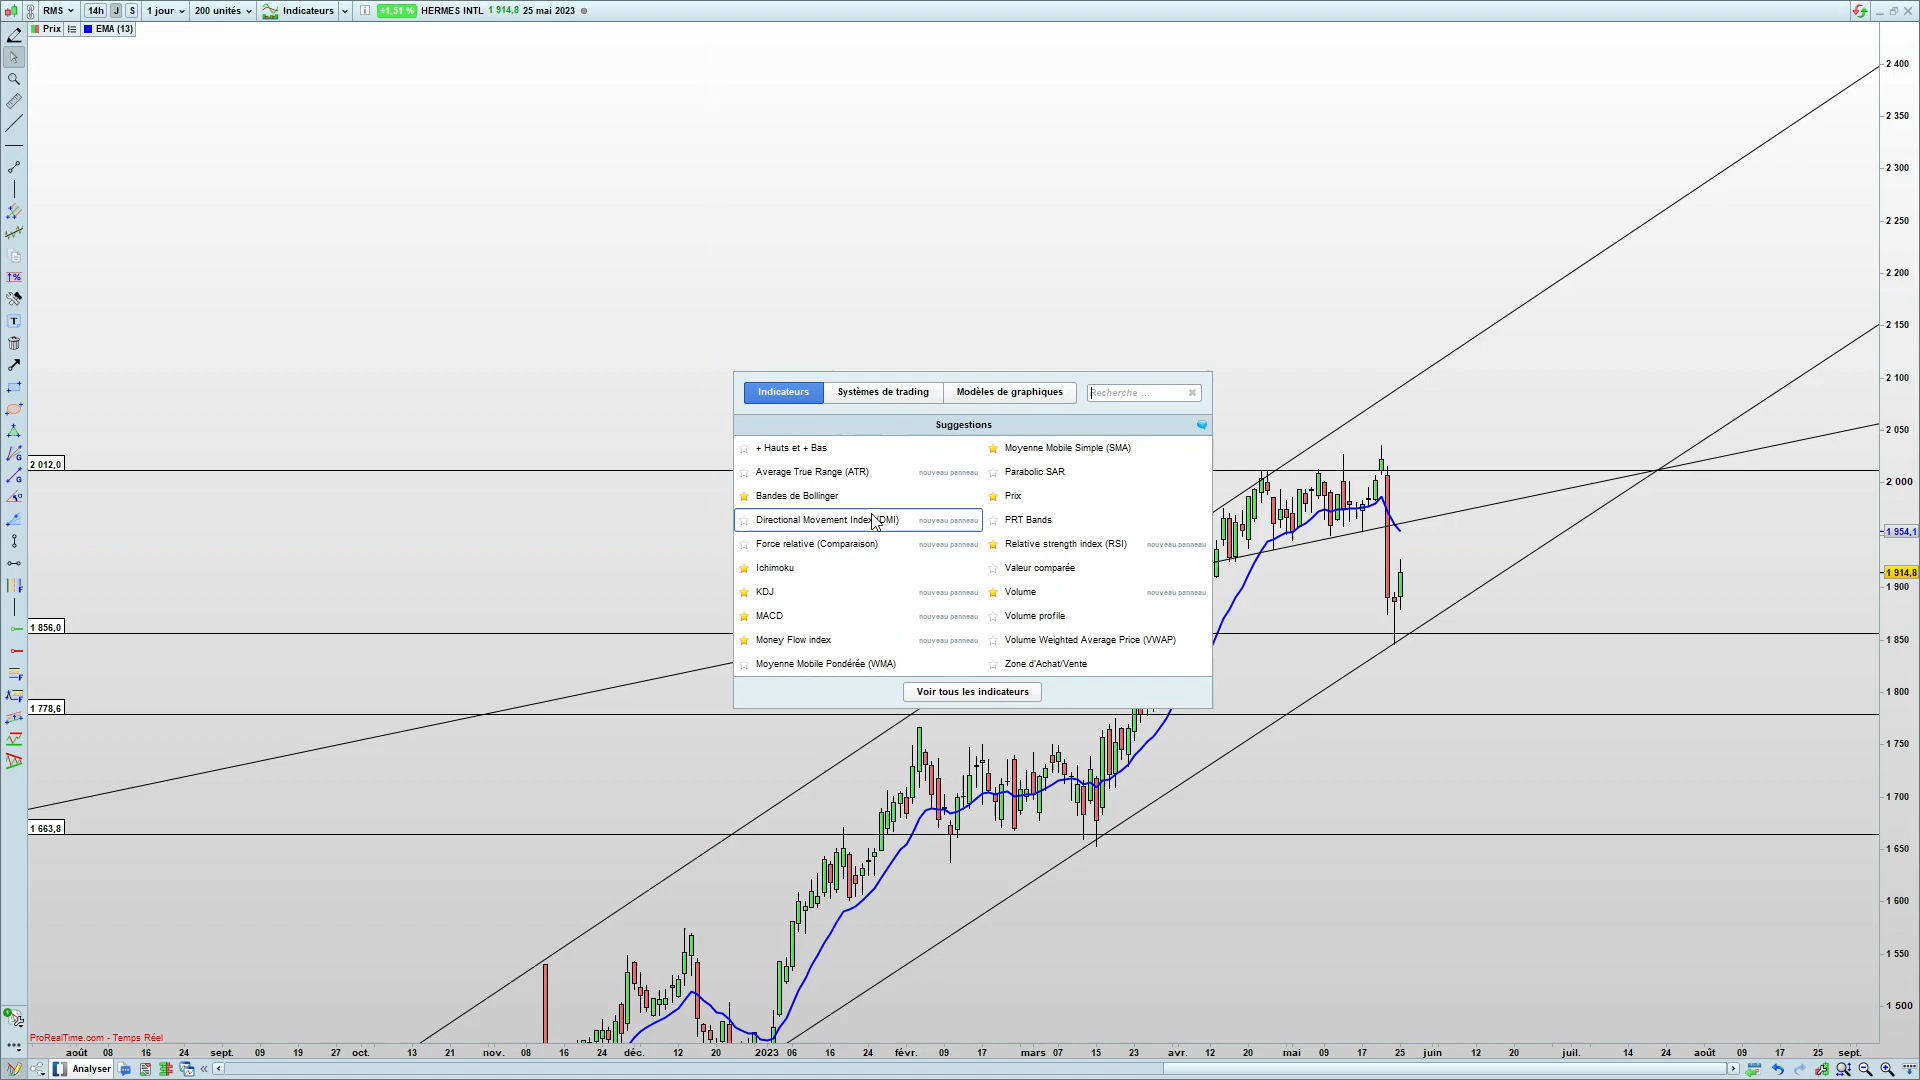 RMS 14h J S 1 jour 200 unités Indicateurs +1,51 % HERMES INTL 1 914,8 25 mai 2023
Prix EMA (13)
Indicateurs Systèmes de trading Modèles de graphiques Recherche ...
Suggestions
+ Hauts et + Bas
Average True Range (ATR) nouveau panneau
Bandes de Bollinger
Directional Movement Index (DMI) nouveau panneau
Force relative (Comparaison) nouveau panneau
Ichimoku
KDJ nouveau panneau
MACD nouveau panneau
Money Flow index nouveau panneau
Moyenne Mobile Pondérée (WMA)
Moyenne Mobile Simple (SMA)
Parabolic SAR
Prix
PRT Bands
Relative strength index (RSI) nouveau panneau
Valeur comparée
Volume nouveau panneau
Volume profile
Volume Weighted Average Price (VWAP)
Zone d'Achat/Vente
Voir tous les indicateurs
2 012,0
1 856,0
1 778,6
1 663,8
2 400
2 350
2 300
2 250
2 200
2 150
2 100
2 050
2 000
1 954,1
1 914,8
1 900
1 850
1 800
1 750
1 700
1 650
1 600
1 550
1 500
ProRealTime.com - Temps Réel
août 08 16 24 sept. 09 19 27 oct. 13 21 nov. 08 16 24 déc. 12 20 2023 06 16 24 févr. 09 17 mars 07 15 23 avr. 12 20 mai 09 17 25 juin 12 20 juil. 14 24 août 09 17 25 sept.
Analyser